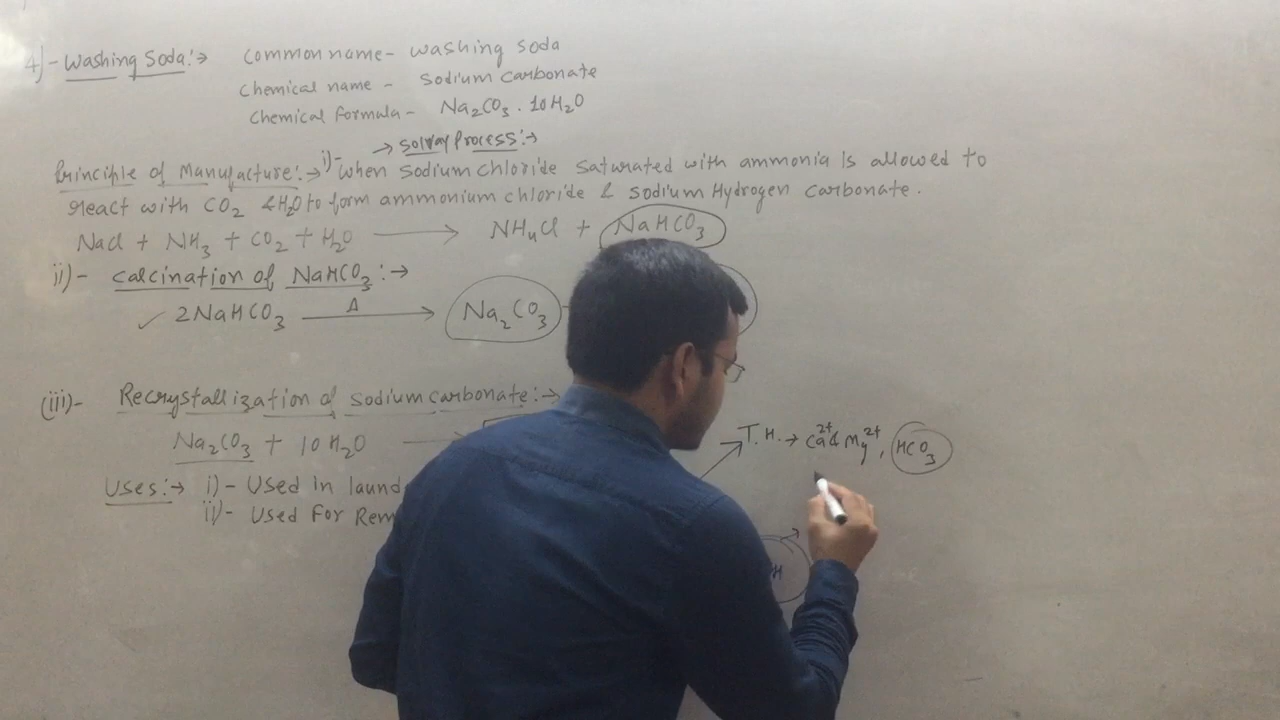 4)- Washing Soda:→ Common name- washing soda
Chemical name - Sodium Carbonate
Chemical Formula- Na₂CO₃ . 10H₂O
→ Solvay Process:→
Principle of Manufacture:→ i)- When Sodium chloride saturated with ammonia is allowed to
react with CO₂ & H₂O to form ammonium chloride & sodium Hydrogen carbonate.
NaCl + NH₃ + CO₂ + H₂O → NH₄Cl + NaHCO₃
ii)- Calcination of NaHCO₃:→
✓ 2NaHCO₃ —Δ→ Na₂CO₃
(iii)- Recrystallization of sodium carbonate:→
Na₂CO₃ + 10H₂O →
T.H. → Ca²⁺ & Mg²⁺, HCO₃
Uses:→ i)- Used in laund
ii)- Used For Rem
H